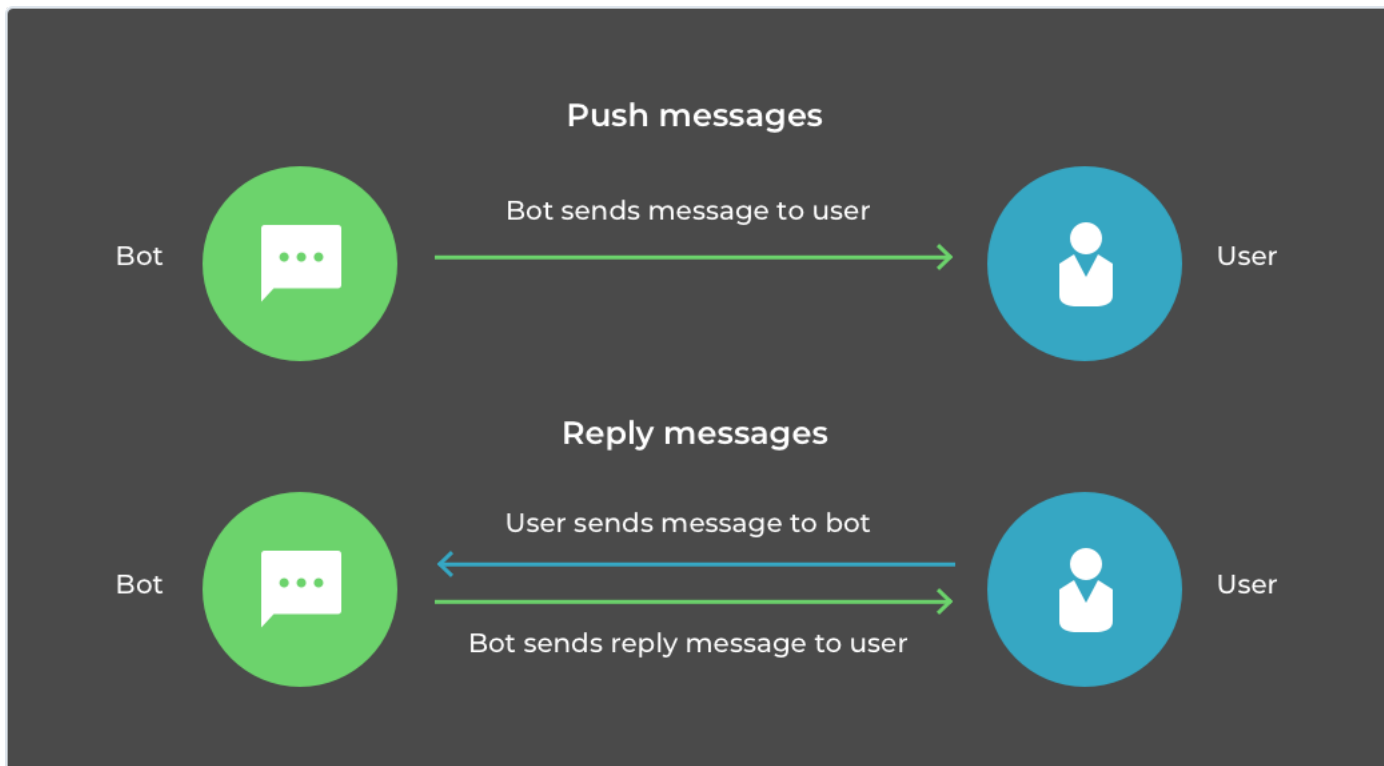 Push messages
Bot sends message to user
Bot
User
Reply messages
User sends message to bot
Bot
User
Bot sends reply message to user